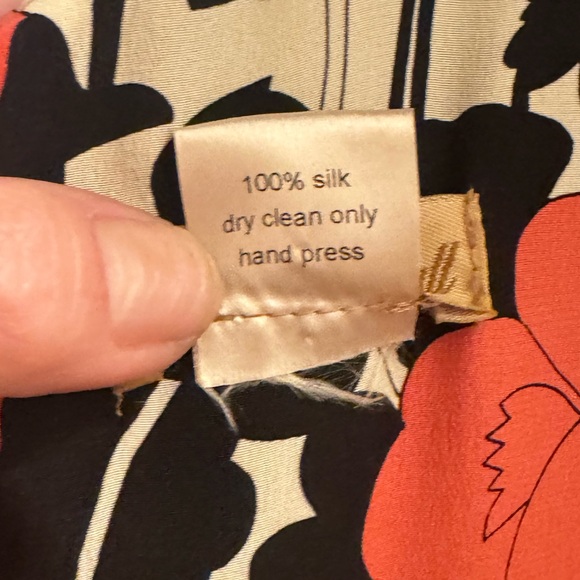 100% silk
dry clean only
hand press